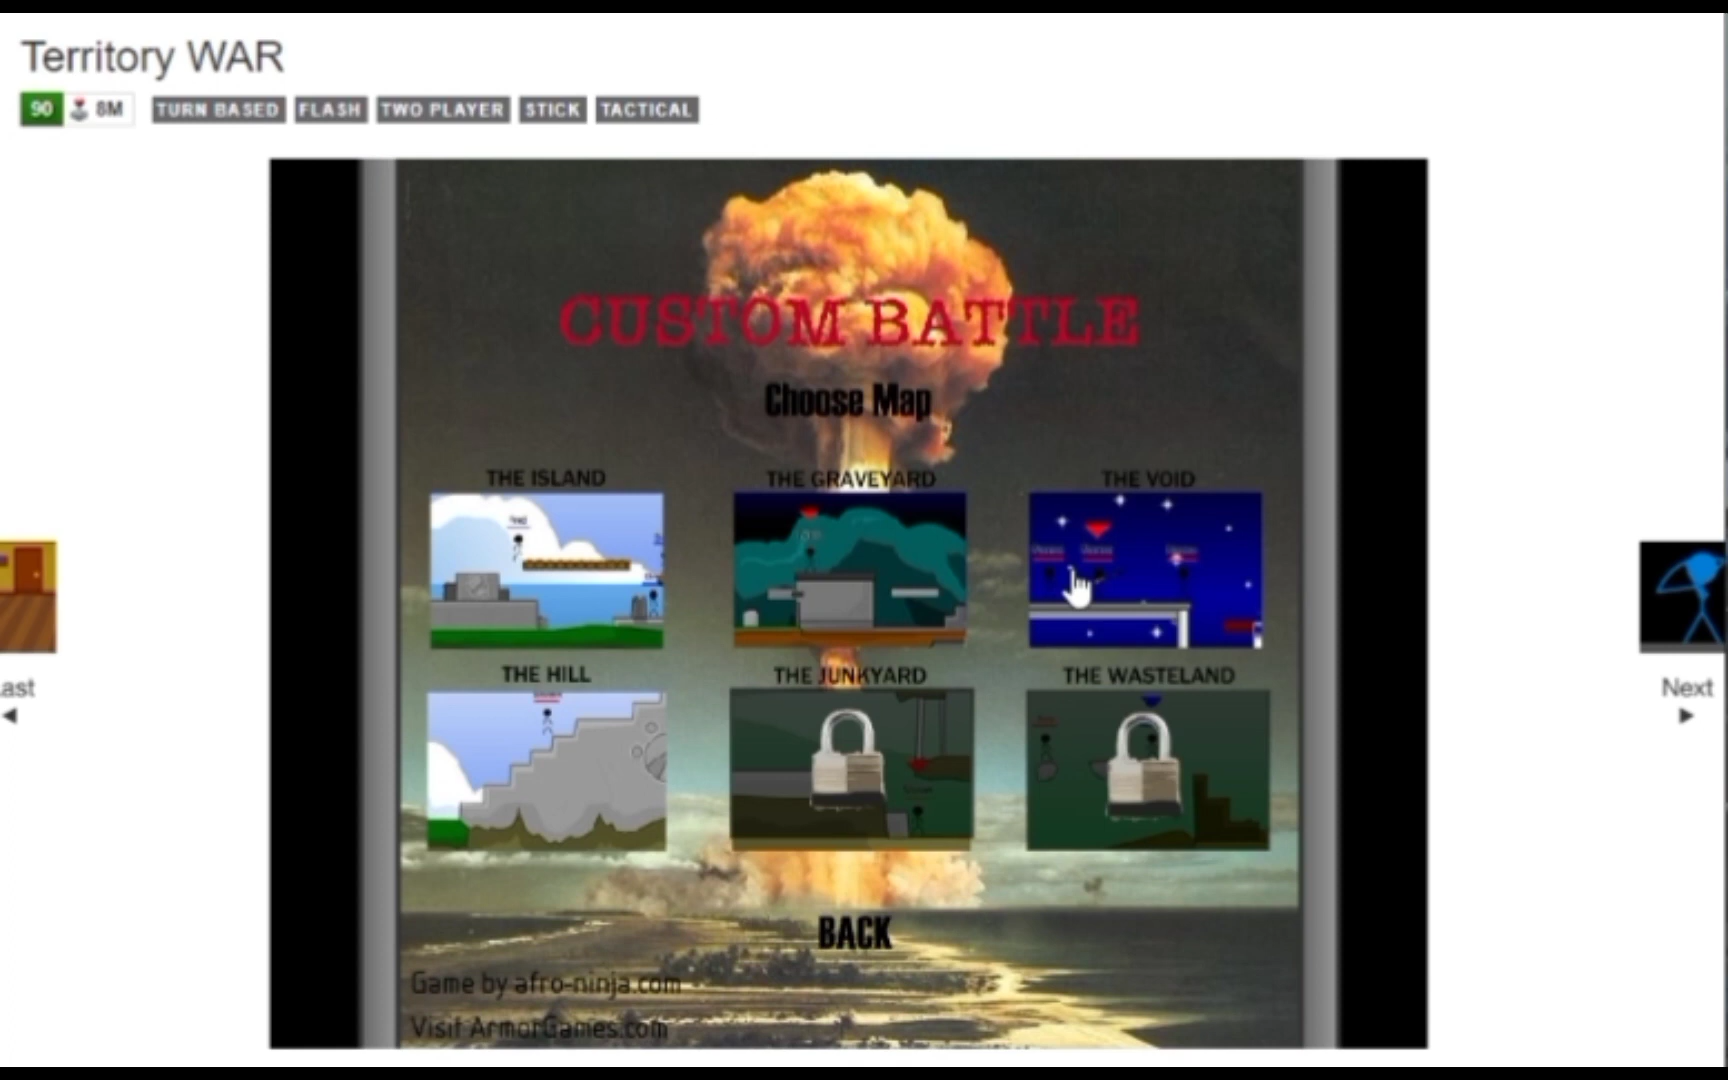 Territory WAR
90 8M TURN BASED FLASH TWO PLAYER STICK TACTICAL
CUSTOM BATTLE
Choose Map
THE ISLAND THE GRAVEYARD THE VOID
THE HILL THE JUNKYARD THE WASTELAND
ast Next
BACK
Game by afro-ninja.com
Visit ArmorGames.com